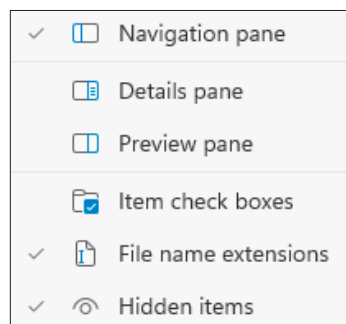 Navigation pane
Details pane
Preview pane
Item check boxes
File name extensions
Hidden items